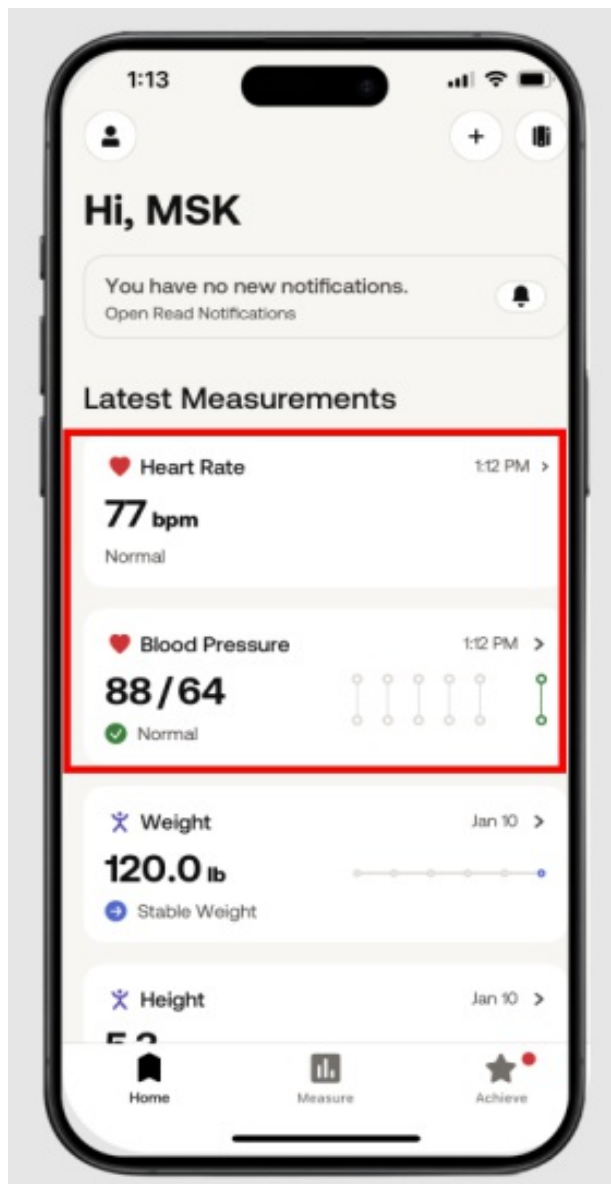 1:13
Hi, MSK
You have no new notifications.
Open Read Notifications
Latest Measurements
Heart Rate 1:12 PM >
77 bpm
Normal
Blood Pressure 1:12 PM >
88/64
Normal
Weight Jan 10 >
120.0 lb
Stable Weight
Height Jan 10 >
Home Measure Achieve